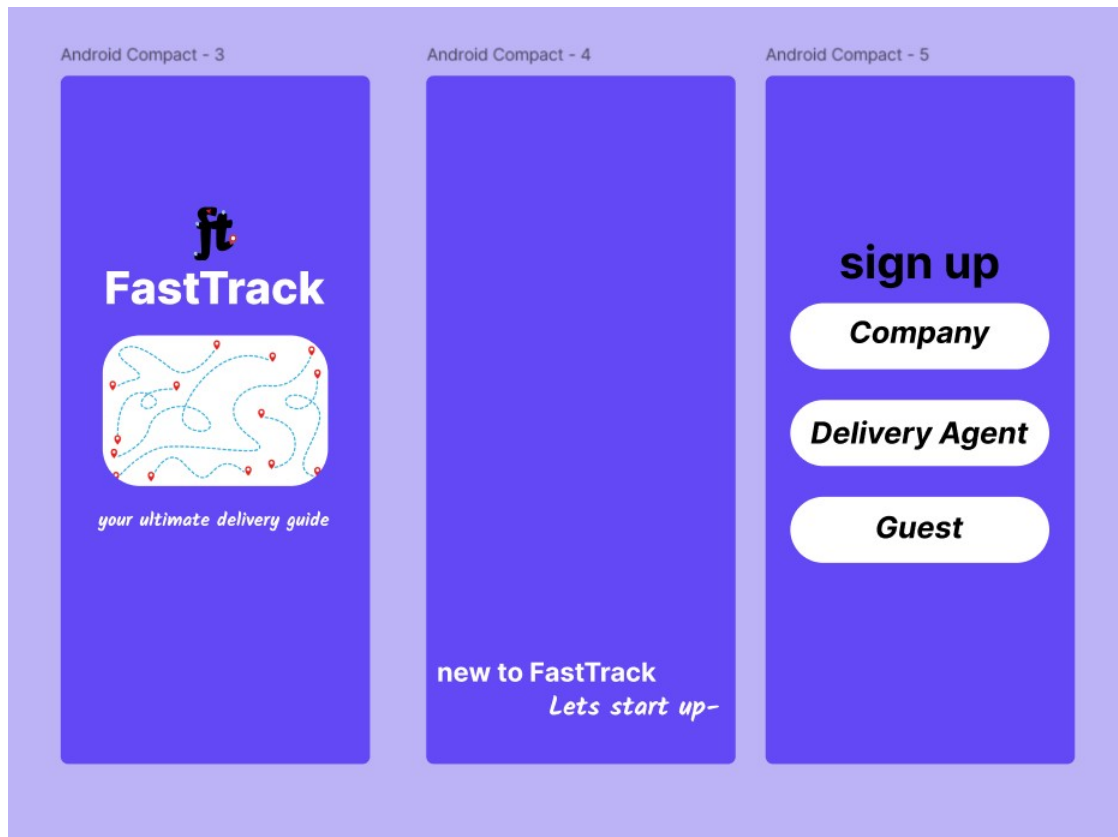 Android Compact - 3
ft
FastTrack
your ultimate delivery guide
Android Compact - 4
new to FastTrack
Lets start up-
Android Compact - 5
sign up
Company
Delivery Agent
Guest